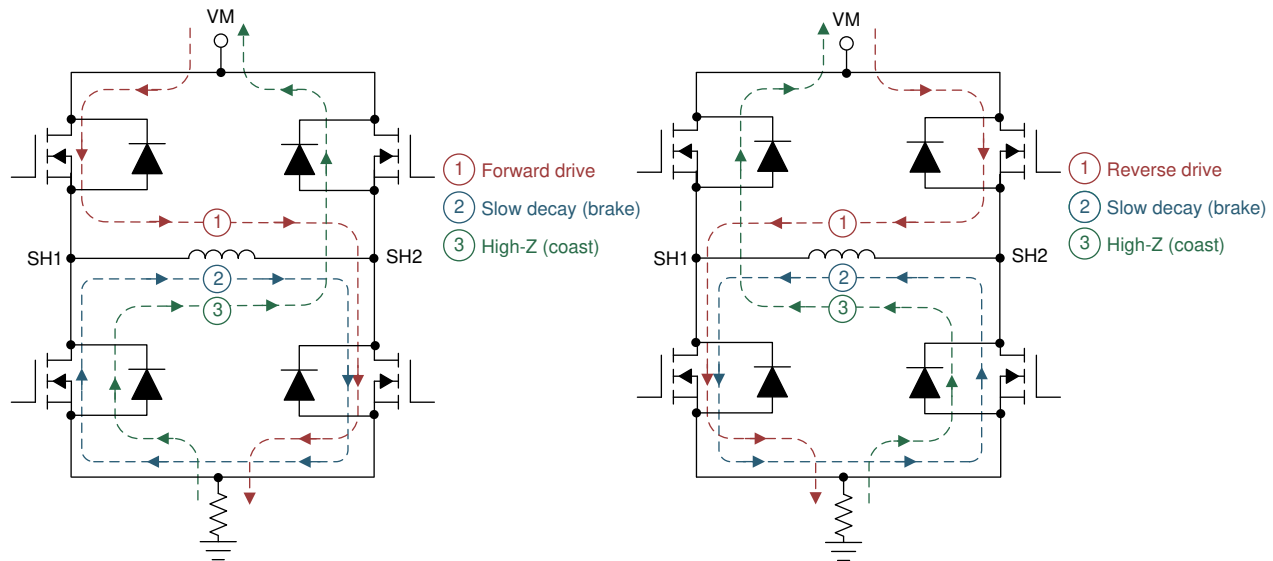 VM
1 Forward drive
2 Slow decay (brake)
3 High-Z (coast)
1
SH1
SH2
2
3
VM
1 Reverse drive
2 Slow decay (brake)
3 High-Z (coast)
1
SH1
SH2
2
3